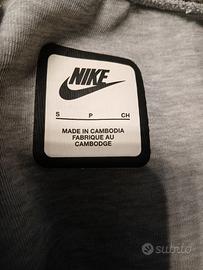 NIKE
S P CH
MADE IN CAMBODIA
FABRIQUE AU
CAMBODGE
subito